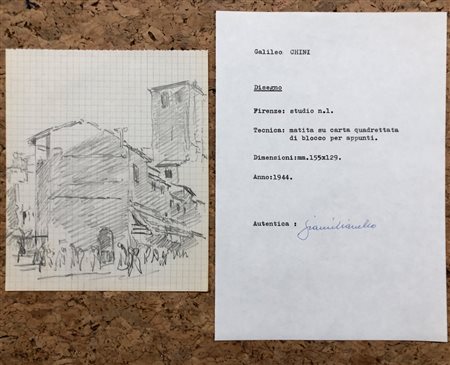 Galileo CHINI
Disegno
Firenze: studio n.1.
Tecnica: matita su carta quadrettata
di blocco per appunti.
Dimensioni:mm.155x129.
Anno:1944.
Autentica :